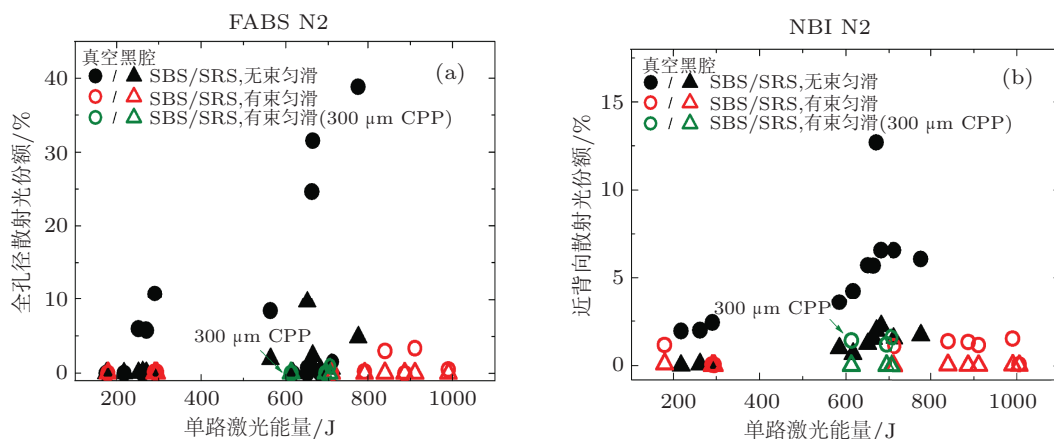 FABS N2
全孔径散射光份额/%
40
30
20
10
0
真空黑腔
(a)
/ SBS/SRS,无束匀滑
/ SBS/SRS,有束匀滑
/ SBS/SRS,有束匀滑(300 μm CPP)
300 μm CPP
200 400 600 800 1000
单路激光能量/J
NBI N2
近背向散射光份额/%
15
10
5
0
真空黑腔
(b)
/ SBS/SRS,无束匀滑
/ SBS/SRS,有束匀滑
/ SBS/SRS,有束匀滑(300 μm CPP)
300 μm CPP
200 400 600 800 1000
单路激光能量/J